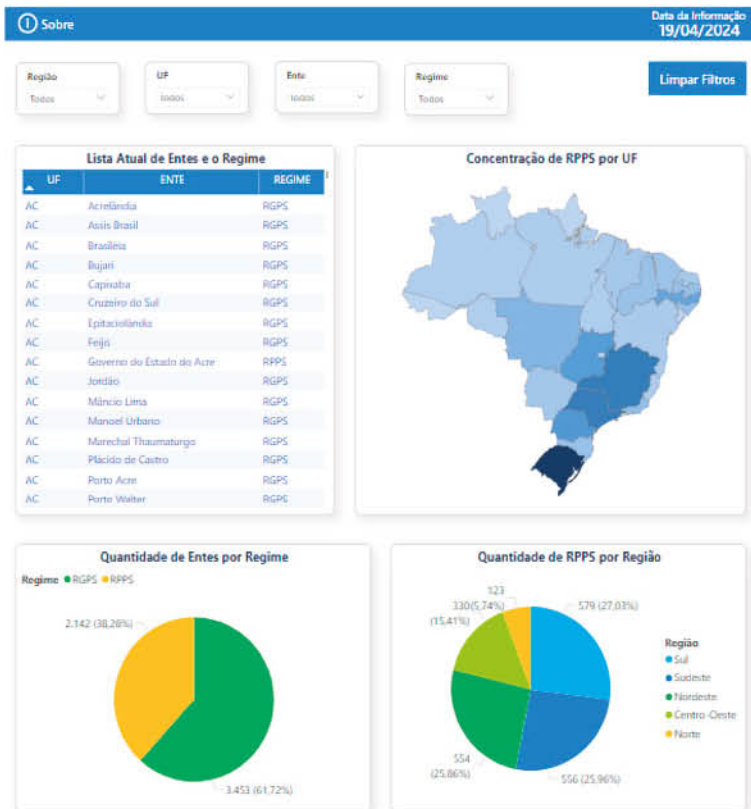 Sobre
Data da Informação
19/04/2024
Região
Todos
UF
Todos
Ente
Todos
Regime
Todos
Limpar Filtros
Lista Atual de Entes e o Regime
UF ENTE REGIME
AC Acrelândia RGPS
AC Assis Brasil RGPS
AC Brasileia RGPS
AC Bujari RGPS
AC Capixaba RGPS
AC Cruzeiro do Sul RGPS
AC Epitaciolândia RGPS
AC Feijó RGPS
AC Governo do Estado do Acre RPPS
AC Jordão RGPS
AC Mâncio Lima RGPS
AC Manoel Urbano RGPS
AC Marechal Thaumaturgo RGPS
AC Plácido de Castro RGPS
AC Porto Acre RGPS
AC Porto Walter RGPS
Concentração de RPPS por UF
Quantidade de Entes por Regime
Regime RGPS RPPS
2.142 (38,28%)
3.453 (61,72%)
Quantidade de RPPS por Região
123
(5,74%)
330
(15,41%)
579 (27,03%)
554
(25,86%)
556 (25,96%)
Região
Sul
Sudeste
Nordeste
Centro-Oeste
Norte